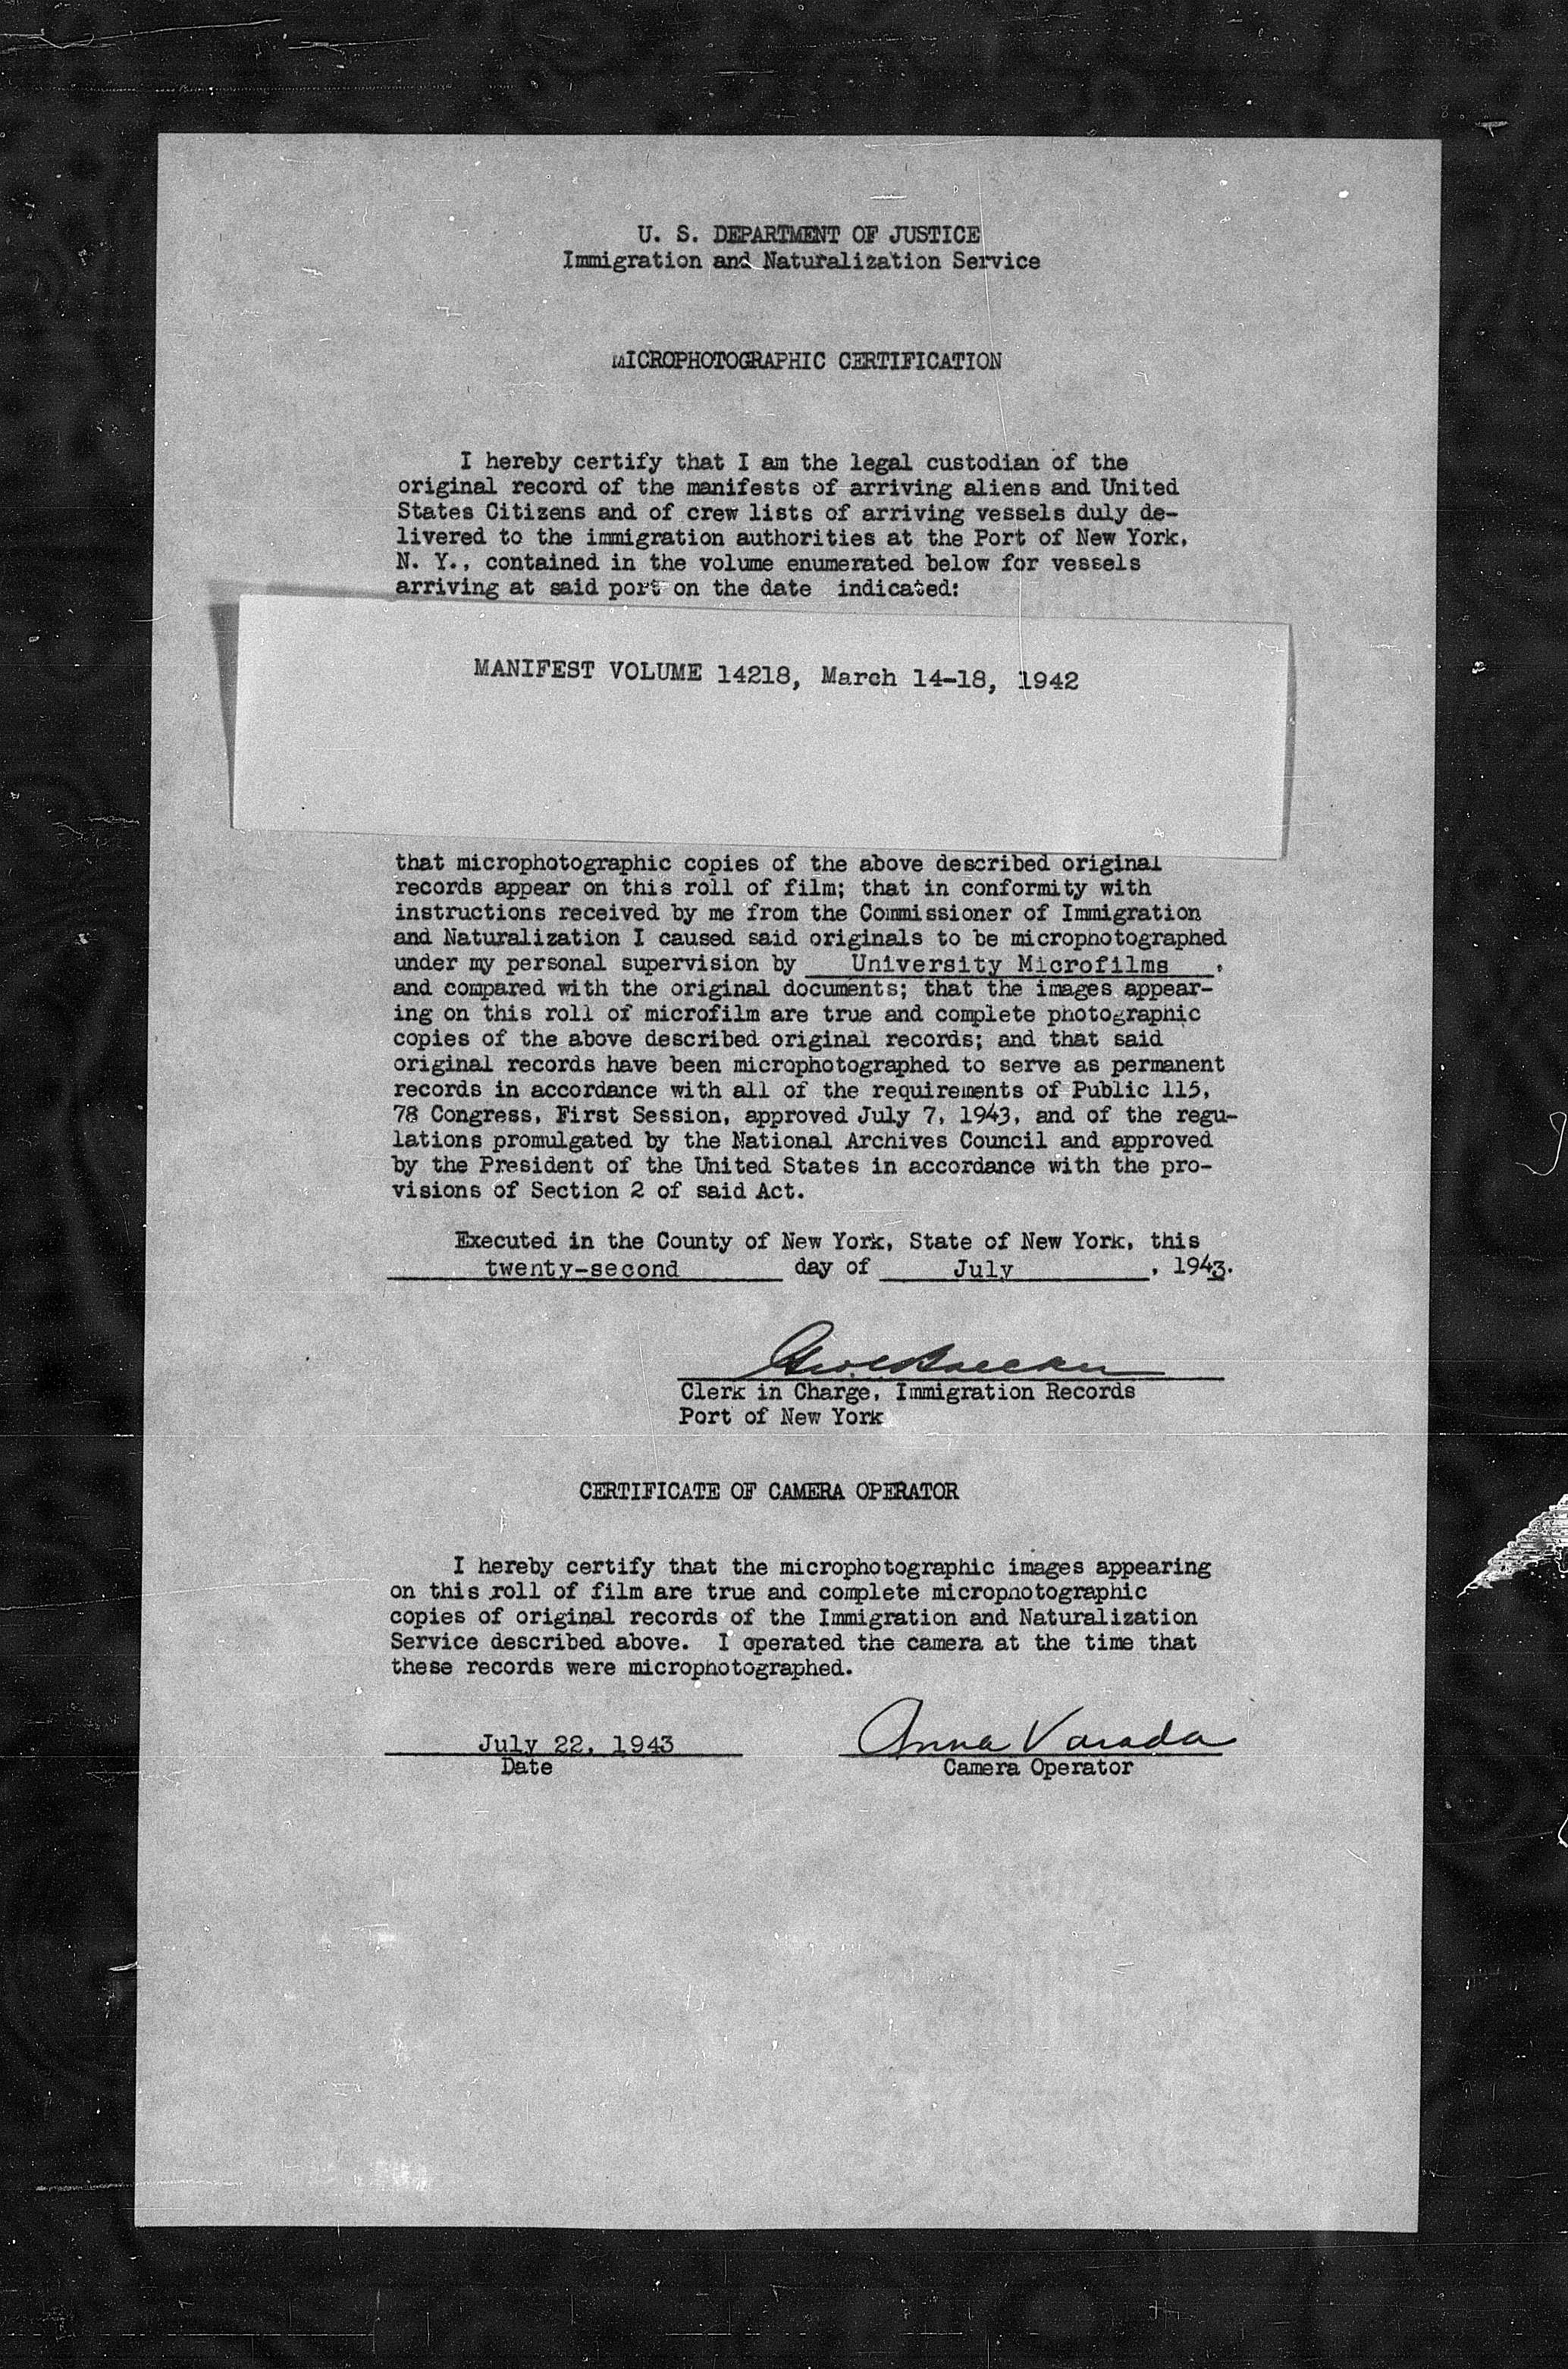 U. S. DEPARTMENT OF JUSTICE
Immigration and Naturalization Service
MICROPHOTOGRAPHIC CERTIFICATION
I hereby certify that I am the legal custodian of the
original record of the manifests of arriving aliens and United
States Citizens and of crew lists of arriving vessels duly de-
livered to the immigration authorities at the Port of New York,
N. Y., contained in the volume enumerated below for vessels
arriving at said port on the date indicated:
MANIFEST VOLUME 14218, March 14-18, 1942
that microphotographic copies of the above described original
records appear on this roll of film; that in conformity with
instructions received by me from the Commissioner of Immigration
and Naturalization I caused said originals to be microphotographed
under my personal supervision by University Microfilms ,
and compared with the original documents; that the images appear-
ing on this roll of microfilm are true and complete photographic
copies of the above described original records; and that said
original records have been microphotographed to serve as permanent
records in accordance with all of the requirements of Public 115,
78 Congress, First Session, approved July 7, 1943, and of the regu-
lations promulgated by the National Archives Council and approved
by the President of the United States in accordance with the pro-
visions of Section 2 of said Act.
Executed in the County of New York, State of New York, this
twenty-second day of July , 1943.
Clerk in Charge, Immigration Records
Port of New York
CERTIFICATE OF CAMERA OPERATOR
I hereby certify that the microphotographic images appearing
on this roll of film are true and complete microphotographic
copies of original records of the Immigration and Naturalization
Service described above. I operated the camera at the time that
these records were microphotographed.
July 22, 1943 Anna Varada
Date Camera Operator